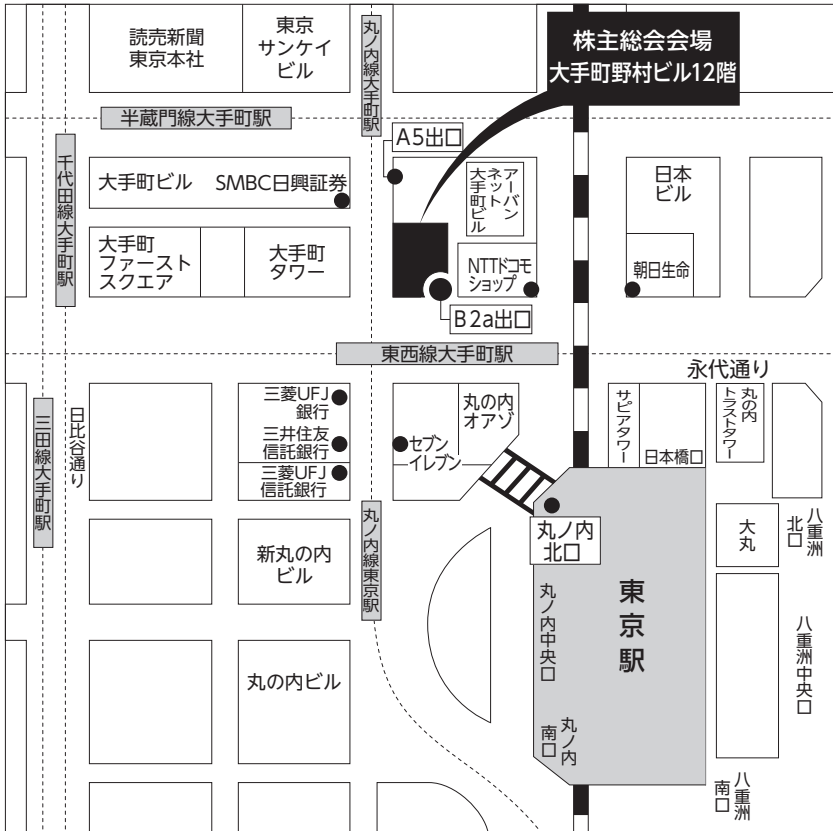 読売新聞
東京本社
東京
サンケイ
ビル
丸ノ内線大手町駅
株主総会会場
大手町野村ビル12階
半蔵門線大手町駅
A5出口
千代田線大手町駅
大手町ビル
SMBC日興証券
アーバン
ネット
大手町ビル
日本
ビル
大手町
ファースト
スクエア
大手町
タワー
NTTドコモ
ショップ
朝日生命
B2a出口
東西線大手町駅
永代通り
三田線大手町駅
日比谷通り
三菱UFJ
銀行
三井住友
信託銀行
三菱UFJ
信託銀行
セブン
イレブン
丸の内
オアゾ
サピアタワー
日本橋口
丸の内
トラストタワー
丸ノ内線東京駅
新丸の内
ビル
丸ノ内
北口
大丸
八重洲
北口
東京駅
丸ノ内中央口
八重洲中央口
丸の内ビル
丸ノ内
南口
八重洲
南口